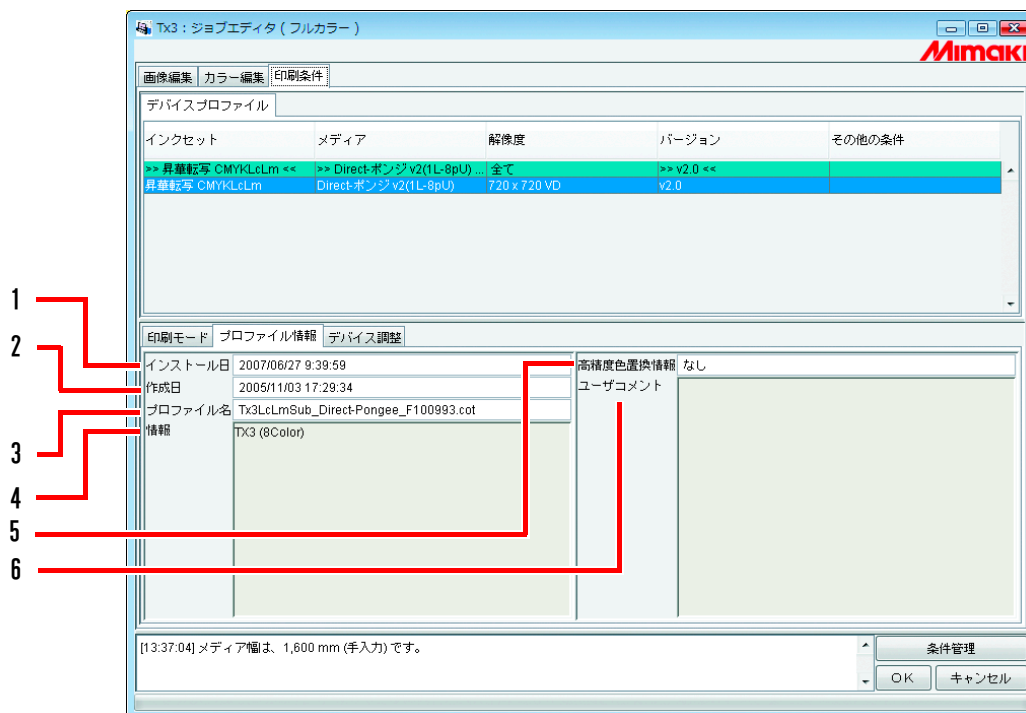 Tx3：ジョブエディタ ( フルカラー )
Mimaki
画像編集 カラー編集 印刷条件
デバイスプロファイル
インクセット メディア 解像度 バージョン その他の条件
>> 昇華転写 CMYKLcLm << >> Direct-ポンジ v2(1L-8pU) ... 全て >> v2.0 <<
昇華転写 CMYKLcLm Direct-ポンジ v2(1L-8pU) 720 x 720 VD v2.0
印刷モード プロファイル情報 デバイス調整
1 インストール日 2007/06/27 9:39:59
2 作成日 2005/11/03 17:29:34
3 プロファイル名 Tx3LcLmSub_Direct-Pongee_F100993.cot
4 情報 TX3 (8Color)
5 高精度色置換情報 なし
6 ユーザコメント
[13:37:04] メディア幅は、1,600 mm (手入力) です。
条件管理
OK キャンセル